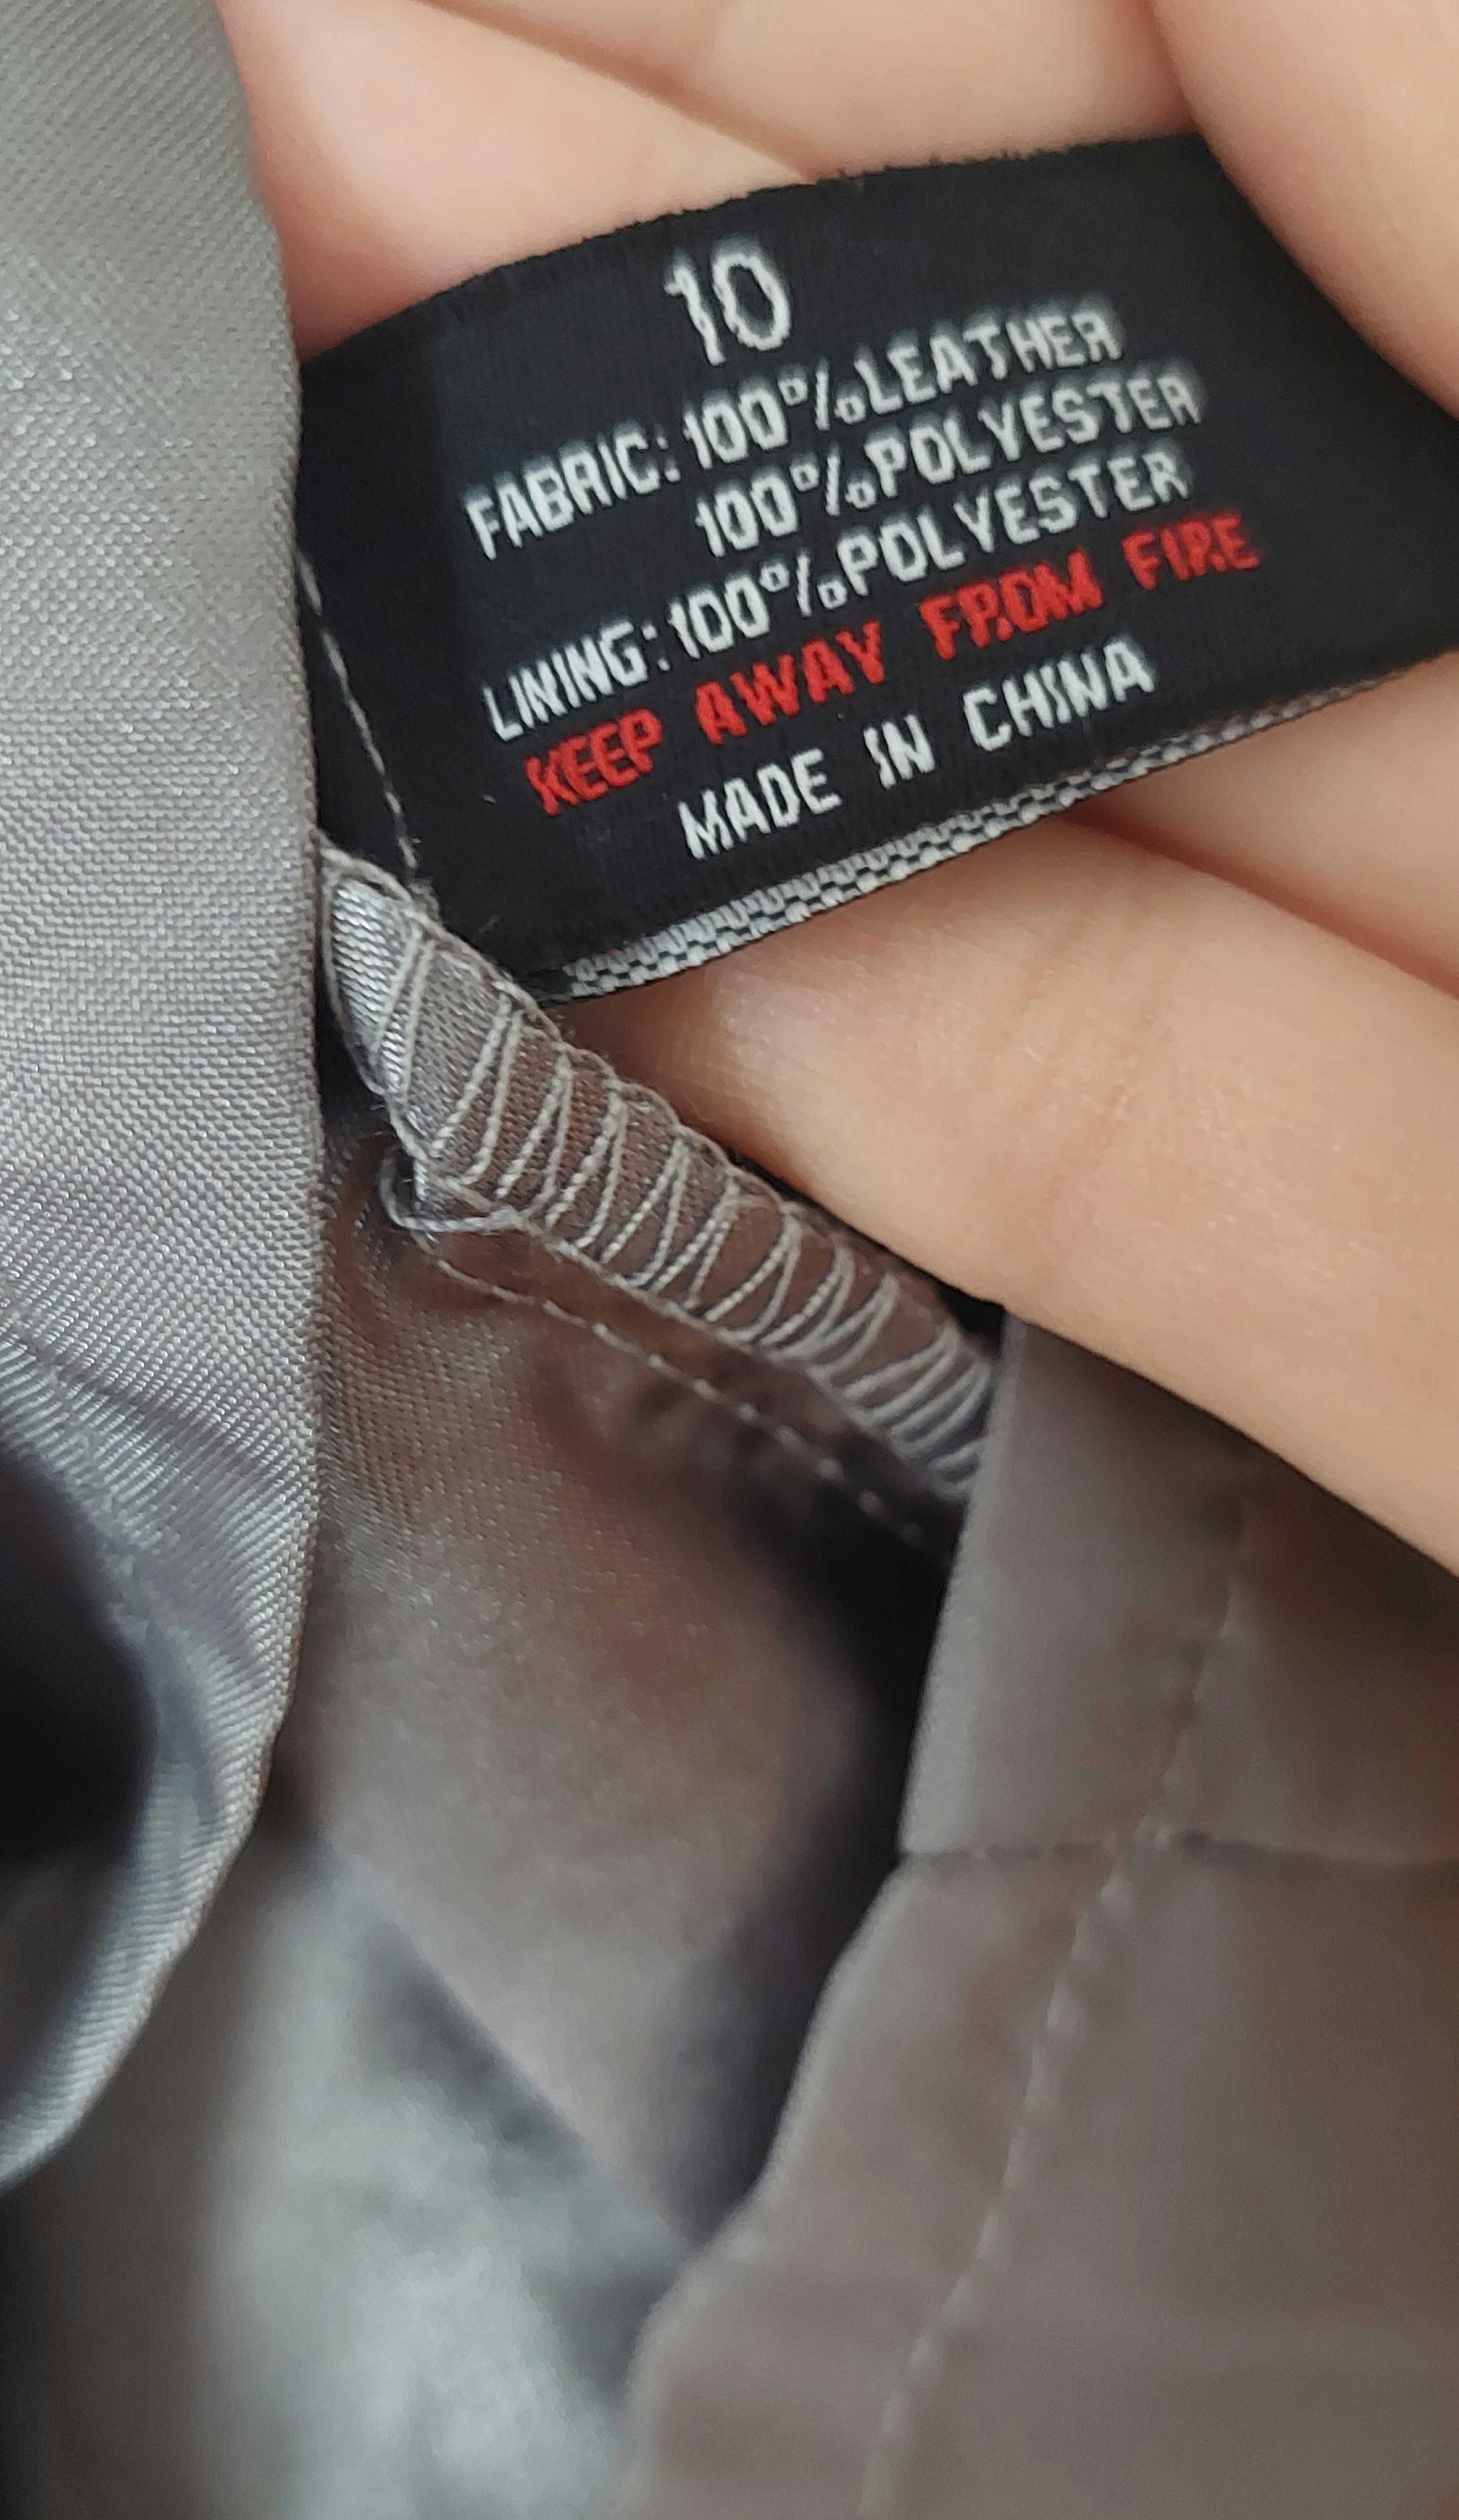 10
FABRIC: 100%LEATHER
100%POLYESTER
LINING: 100%POLYESTER
KEEP AWAY FROM FIRE
MADE IN CHINA